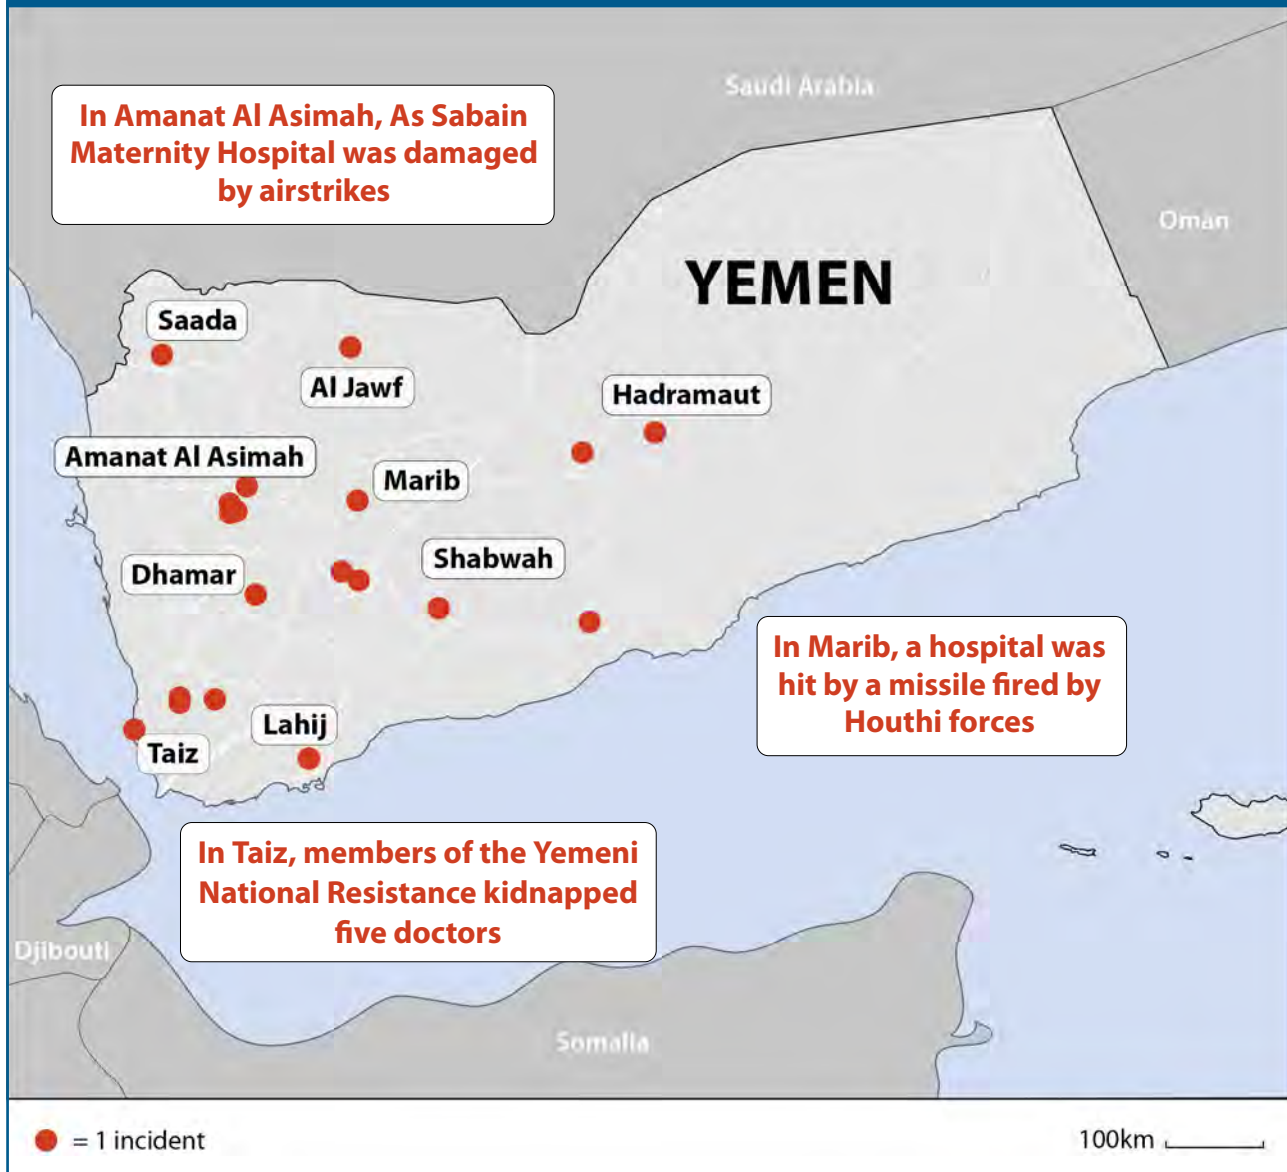 Saudi Arabia
In Amanat Al Asimah, As Sabain
Maternity Hospital was damaged
by airstrikes
Oman
YEMEN
Saada
Al Jawf
Hadramaut
Amanat Al Asimah
Marib
Shabwah
Dhamar
In Marib, a hospital was
hit by a missile fired by
Houthi forces
Lahij
Taiz
In Taiz, members of the Yemeni
National Resistance kidnapped
five doctors
Djibouti
Somalia
= 1 incident
100km